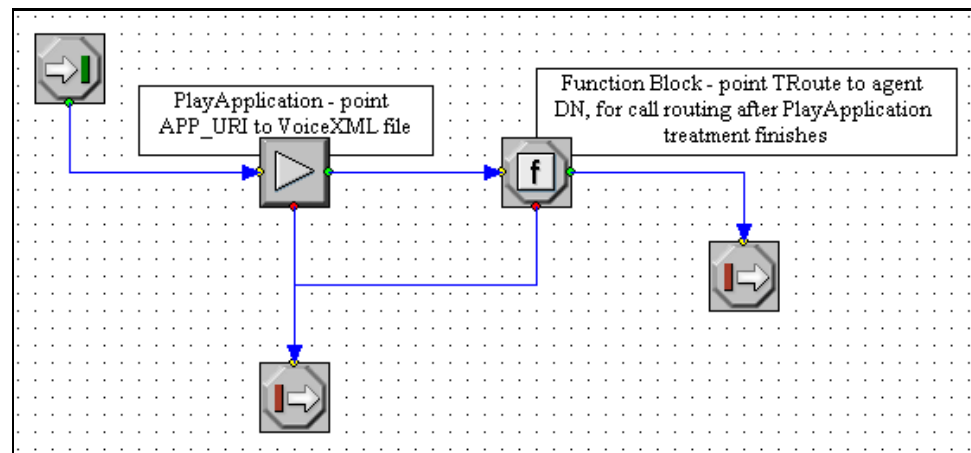 PlayApplication - point
APP_URI to VoiceXML file
Function Block - point TRoute to agent
DN, for call routing after PlayApplication
treatment finishes
f